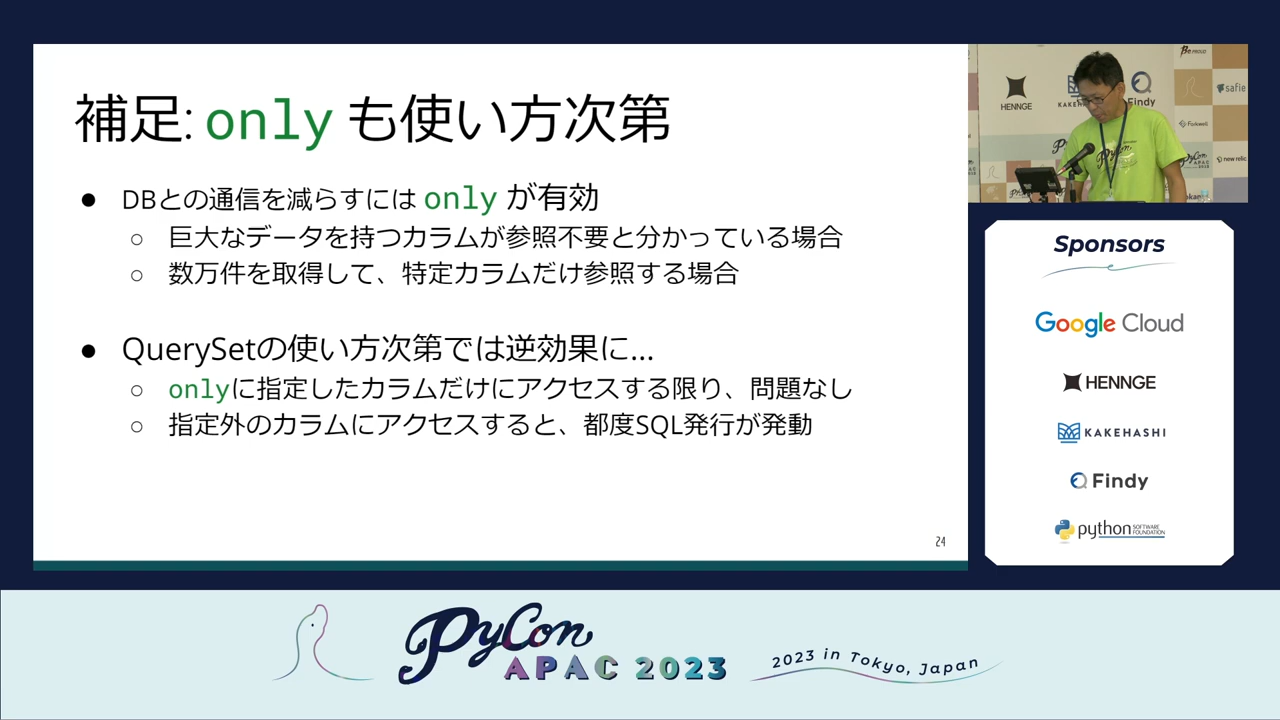 補足: only も使い方次第
● DBとの通信を減らすには only が有効
○ 巨大なデータを持つカラムが参照不要と分かっている場合
○ 数万件を取得して、特定カラムだけ参照する場合
● QuerySetの使い方次第では逆効果に...
○ onlyに指定したカラムだけにアクセスする限り、問題なし
○ 指定外のカラムにアクセスすると、都度SQL発行が発動
24
HENNGE
Findy
safie
Forkwell
new relic
Sponsors
Google Cloud
HENNGE
KAKEHASHI
Findy
python SOFTWARE FOUNDATION
PyCon
APAC 2023
2023 in Tokyo, Japan